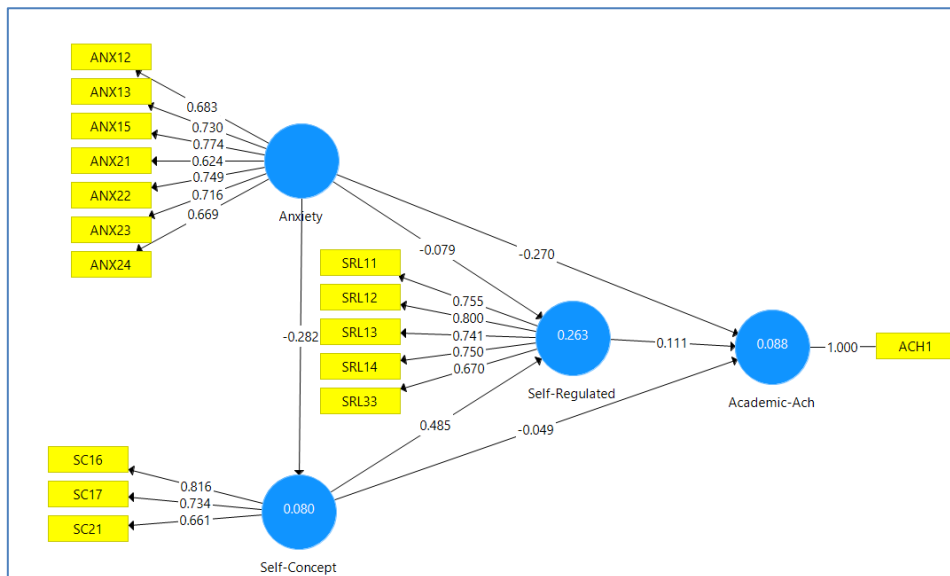 ANX12
ANX13
ANX15
ANX21
ANX22
ANX23
ANX24
0.683
0.730
0.774
0.624
0.749
0.716
0.669
Anxiety
-0.079
-0.270
-0.282
SRL11
SRL12
SRL13
SRL14
SRL33
0.755
0.800
0.741
0.750
0.670
0.263
Self-Regulated
0.111
0.088
Academic-Ach
1.000
ACH1
0.485
-0.049
SC16
SC17
SC21
0.816
0.734
0.661
0.080
Self-Concept